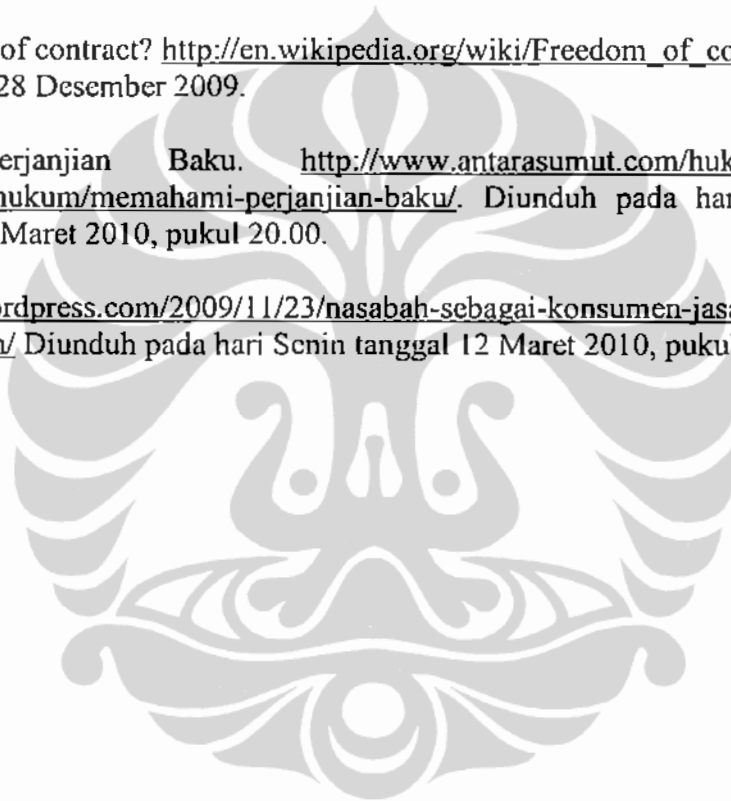 of contract? http://en.wikipedia.org/wiki/Freedom_of_co
28 Desember 2009.
erjanjian Baku. http://www.antarasumut.com/huk
hukum/memahami-perjanjian-baku/. Diunduh pada har
Maret 2010, pukul 20.00.
ordpress.com/2009/11/23/nasabah-sebagai-konsumen-jasa
n/ Diunduh pada hari Senin tanggal 12 Maret 2010, puku